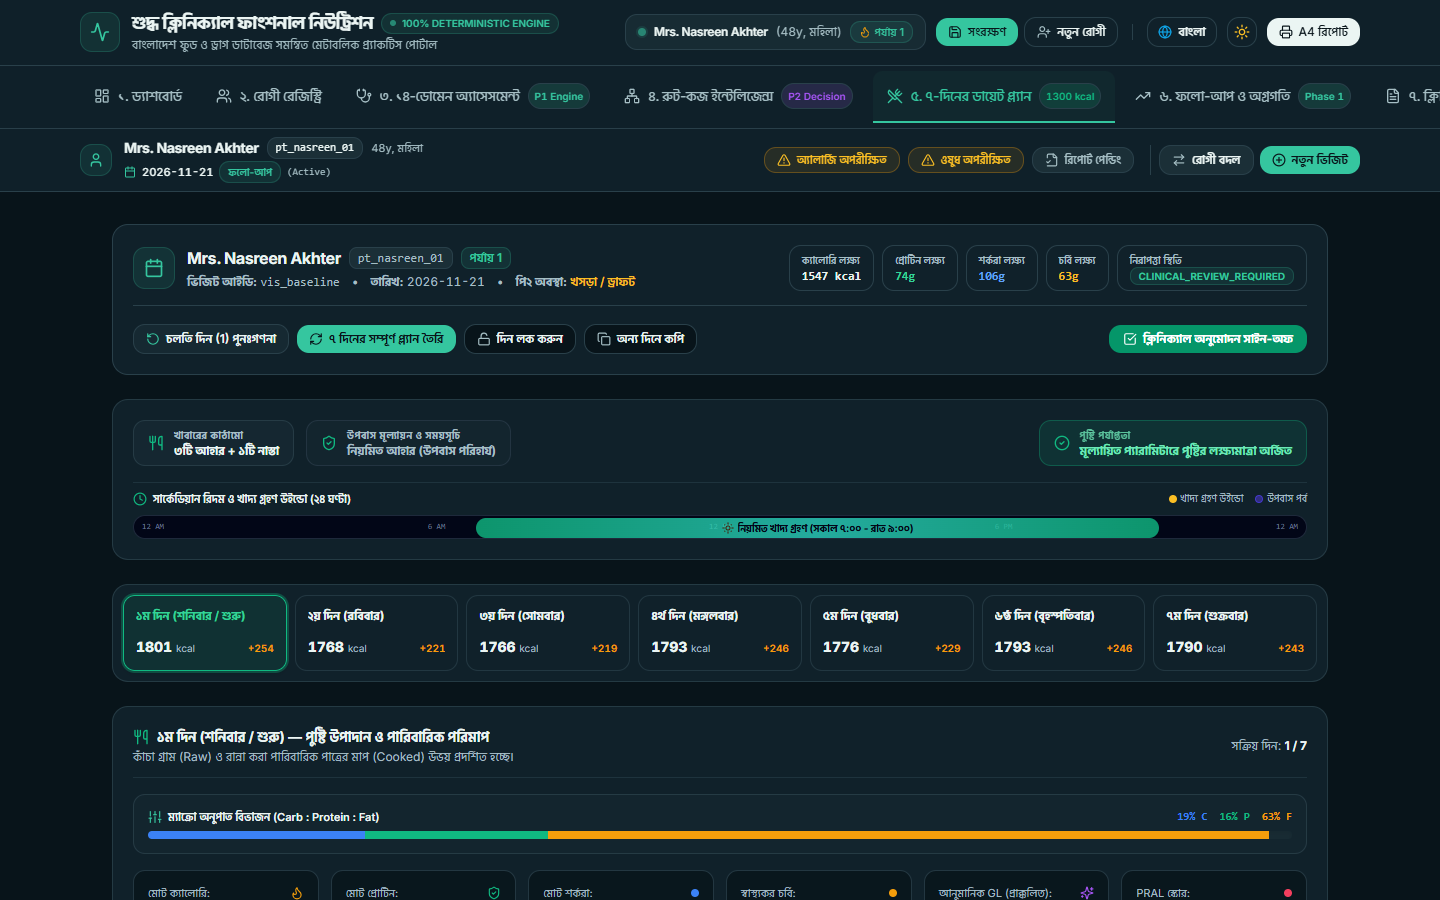 শুদ্ধ ক্লিনিক্যাল ফাংশনাল নিউট্রিশন
100% DETERMINISTIC ENGINE
বাংলাদেশ ফুড ও ড্রাগ ডাটাবেজ সমন্বিত মেটাবলিক প্র্যাকটিস পোর্টাল
Mrs. Nasreen Akhter (48y, মহিলা) পর্যায় 1
সংরক্ষণ
নতুন রোগী
বাংলা
A4 রিপোর্ট
১. ড্যাশবোর্ড
২. রোগী রেজিস্ট্রি
৩. ১৪-ডোমেন অ্যাসেসমেন্ট P1 Engine
৪. রুট-কজ ইন্টেলিজেন্স P2 Decision
৫. ৭-দিনের ডায়েট প্ল্যান 1300 kcal
৬. ফলো-আপ ও অগ্রগতি Phase 1
৭. ক্লি
Mrs. Nasreen Akhter pt_nasreen_01 48y, মহিলা
2026-11-21 ফলো-আপ (Active)
অ্যালার্জি অপরীক্ষিত
ওষুধ অপরীক্ষিত
রিপোর্ট পেন্ডিং
রোগী বদল
নতুন ভিজিট
Mrs. Nasreen Akhter pt_nasreen_01 পর্যায় 1
ভিজিট আইডি: vis_baseline • তারিখ: 2026-11-21 • পি২ অবস্থা: খসড়া / ড্রাফট
ক্যালোরি লক্ষ্য
1547 kcal
প্রোটিন লক্ষ্য
74g
শর্করা লক্ষ্য
106g
চর্বি লক্ষ্য
63g
নিরাপত্তা স্থিতি
CLINICAL_REVIEW_REQUIRED
চলতি দিন (1) পুনঃগণনা
৭ দিনের সম্পূর্ণ প্ল্যান তৈরি
দিন লক করুন
অন্য দিনে কপি
ক্লিনিক্যাল অনুমোদন সাইন-অফ
খাবারের কাঠামো
৩টি আহার + ১টি নাস্তা
উপবাস মূল্যায়ন ও সময়সূচি
নিয়মিত আহার (উপবাস পরিহার্য)
পুষ্টি পর্যাপ্ততা
মূল্যায়িত প্যারামিটারে পুষ্টির লক্ষ্যমাত্রা অর্জিত
সার্কেডিয়ান রিদম ও খাদ্য গ্রহণ উইন্ডো (২৪ ঘণ্টা)
খাদ্য গ্রহণ উইন্ডো
উপবাস পর্ব
12 AM
6 AM
নিয়মিত খাদ্য গ্রহণ (সকাল ৭:০০ - রাত ৯:০০)
6 PM
12 AM
১ম দিন (শনিবার / শুরু)
1801 kcal +254
২য় দিন (রবিবার)
1768 kcal +221
৩য় দিন (সোমবার)
1766 kcal +219
৪র্থ দিন (মঙ্গলবার)
1793 kcal +246
৫ম দিন (বুধবার)
1776 kcal +229
৬ষ্ঠ দিন (বৃহস্পতিবার)
1793 kcal +246
৭ম দিন (শুক্রবার)
1790 kcal +243
১ম দিন (শনিবার / শুরু) — পুষ্টি উপাদান ও পারিবারিক পরিমাপ
কাঁচা গ্রাম (Raw) ও রান্না করা পারিবারিক পাত্রের মাপ (Cooked) উভয় প্রদর্শিত হচ্ছে।
সক্রিয় দিন: 1 / 7
ম্যাক্রো অনুপাত বিভাজন (Carb : Protein : Fat)
19% C 16% P 63% F
মোট ক্যালোরি:
মোট প্রোটিন:
মোট শর্করা:
স্বাস্থ্যকর চর্বি:
আনুমানিক GL (প্রাক্কলিত):
PRAL স্কোর: